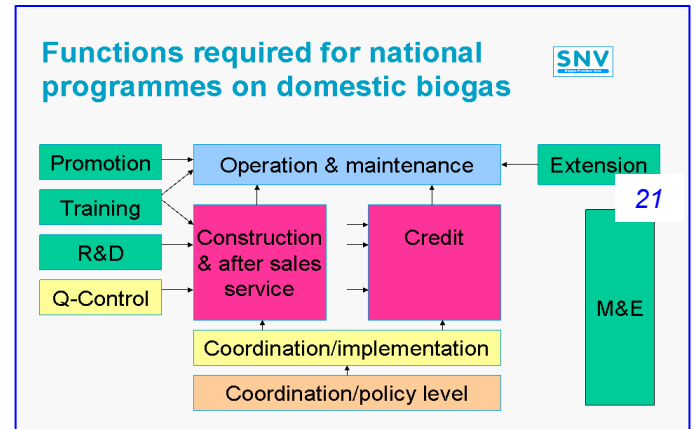 Functions required for national
programmes on domestic biogas
SNV
Promotion
Operation & maintenance
Extension
21
Training
Construction
& after sales
service
Credit
R&D
Q-Control
M&E
Coordination/implementation
Coordination/policy level